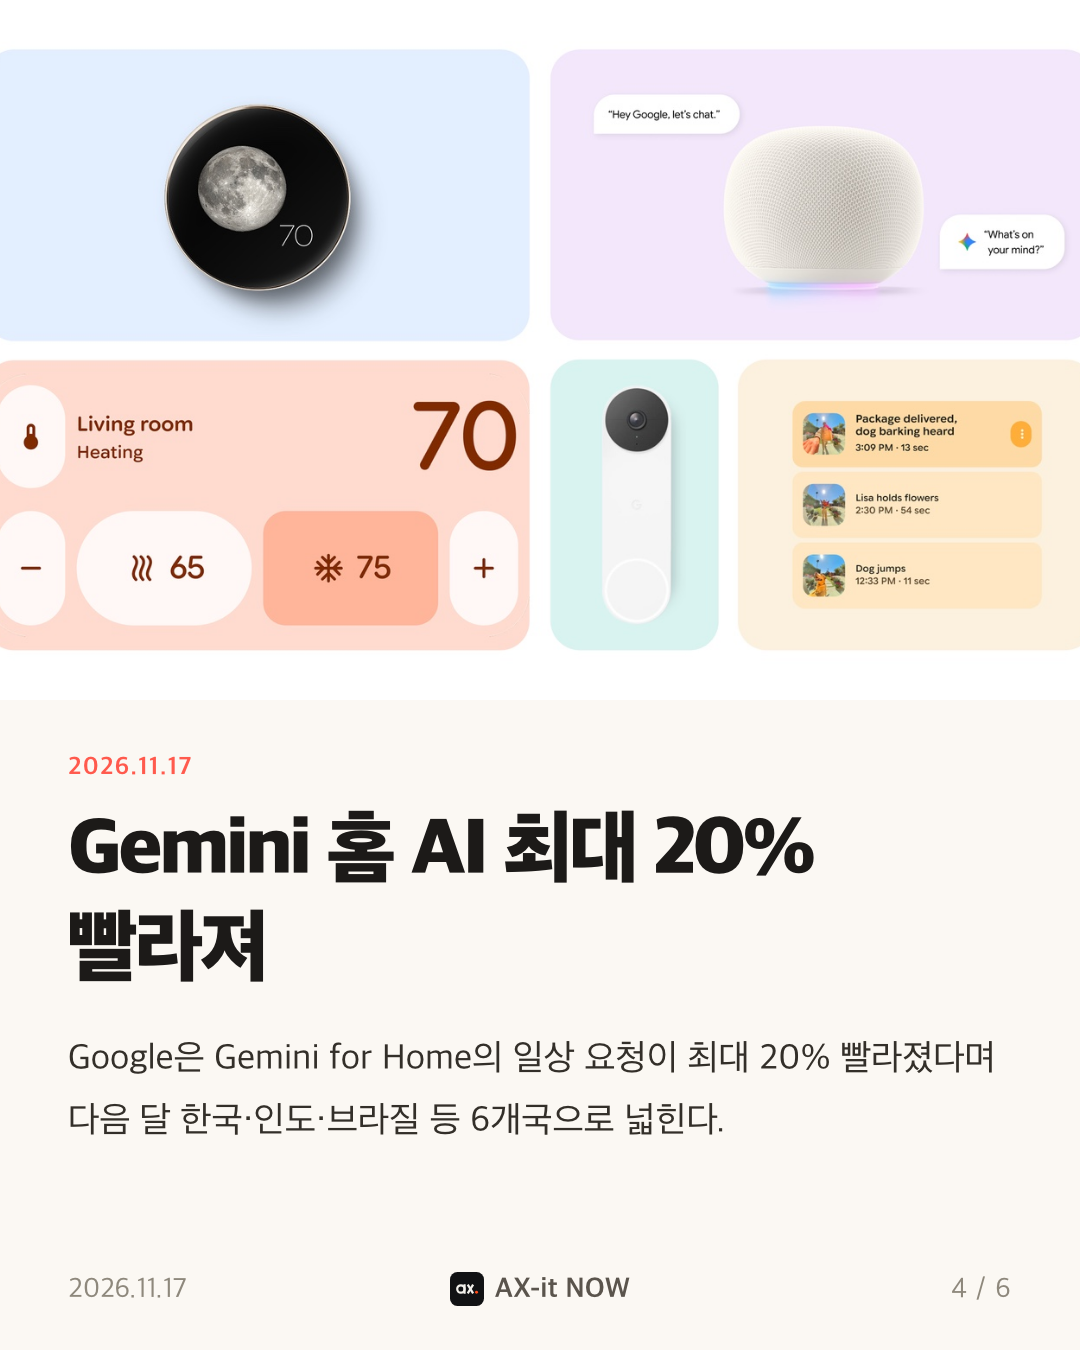 70
"Hey Google, let's chat."
"What's on
your mind?"
Living room
Heating
70
65
75
G
Package delivered,
dog barking heard
3:09 PM · 13 sec
Lisa holds flowers
2:30 PM · 54 sec
Dog jumps
12:33 PM · 11 sec
2026.11.17
Gemini 홈 AI 최대 20%
빨라져
Google은 Gemini for Home의 일상 요청이 최대 20% 빨라졌다며
다음 달 한국·인도·브라질 등 6개국으로 넓힌다.
2026.11.17
ax. AX-it NOW
4 / 6